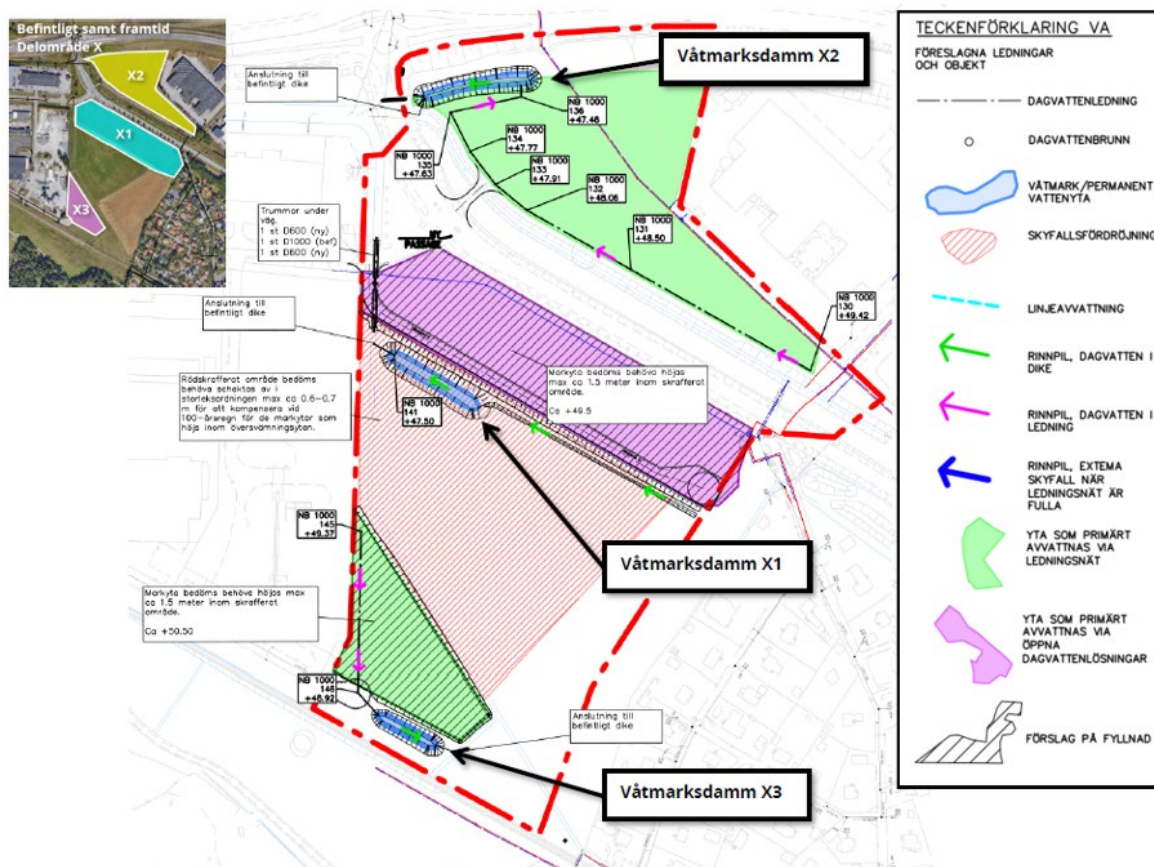 Befintligt samt framtid
Delområde X
X2
X1
X3
Anslutning till
befintligt dike
Våtmarksdamm X2
NB 1000
136
+47.48
NB 1000
134
+47.77
NB 1000
135
+47.63
NB 1000
133
+47.91
NB 1000
132
+48.06
NB 1000
131
+48.50
NB 1000
130
+49.42
Trummor under
väg.
1 st D600 (ny)
1 st D1000 (bef)
1 st D600 (ny)
NY
PASSAGE
Anslutning till
befintligt dike
Rödskrafferat område bedöms
behöva schaktas av i
storleksordningen max ca 0.6-0.7
m för att kompensera vid
100-årsregn för de markytor som
höjs inom översvämningsytan.
NB 1000
141
+47.50
Markyta bedöms behöva höjas
max ca 1.5 meter inom skrafferat
område.
Ca +49.5
Våtmarksdamm X1
NB 1000
145
+49.37
Markyta bedöms behöva höjas max
ca 1.5 meter inom skrafferat
område.
Ca +50.50
NB 1000
146
+48.92
Anslutning till
befintligt dike
Våtmarksdamm X3
TECKENFÖRKLARING VA
FÖRESLAGNA LEDNINGAR
OCH OBJEKT
DAGVATTENLEDNING
DAGVATTENBRUNN
VÅTMARK/PERMANENT
VATTENYTA
SKYFALLSFÖRDRÖJNING
LINJEAVVATTNING
RINNPIL, DAGVATTEN I
DIKE
RINNPIL, DAGVATTEN I
LEDNING
RINNPIL, EXTEMA
SKYFALL NÄR
LEDNINGSNÄT ÄR
FULLA
YTA SOM PRIMÄRT
AVVATTNAS VIA
LEDNINGSNÄT
YTA SOM PRIMÄRT
AVVATTNAS VIA
ÖPPNA
DAGVATTENLÖSNINGAR
FÖRSLAG PÅ FYLLNAD